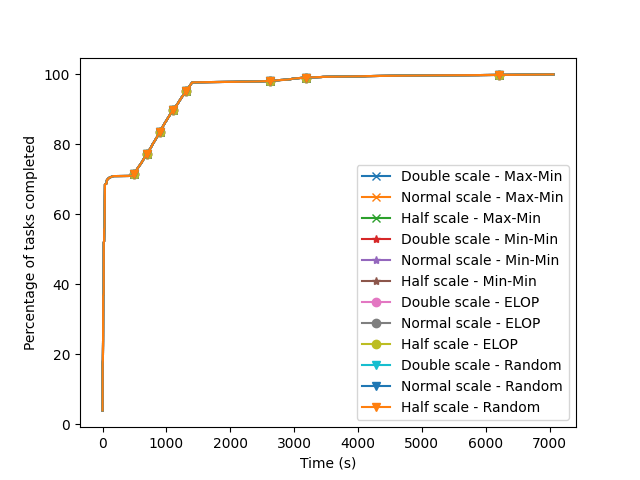 Percentage of tasks completed
100
80
60
40
20
0
Double scale - Max-Min
Normal scale - Max-Min
Half scale - Max-Min
Double scale - Min-Min
Normal scale - Min-Min
Half scale - Min-Min
Double scale - ELOP
Normal scale - ELOP
Half scale - ELOP
Double scale - Random
Normal scale - Random
Half scale - Random
0 1000 2000 3000 4000 5000 6000 7000
Time (s)